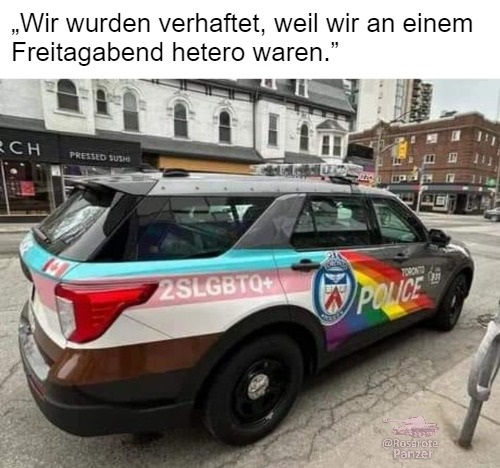 „Wir wurden verhaftet, weil wir an einem
Freitagabend hetero waren.”
RCH
PRESSED SUSHI
2SLGBTQ+
TORONTO
POLICE
@Rosarote
Panzer